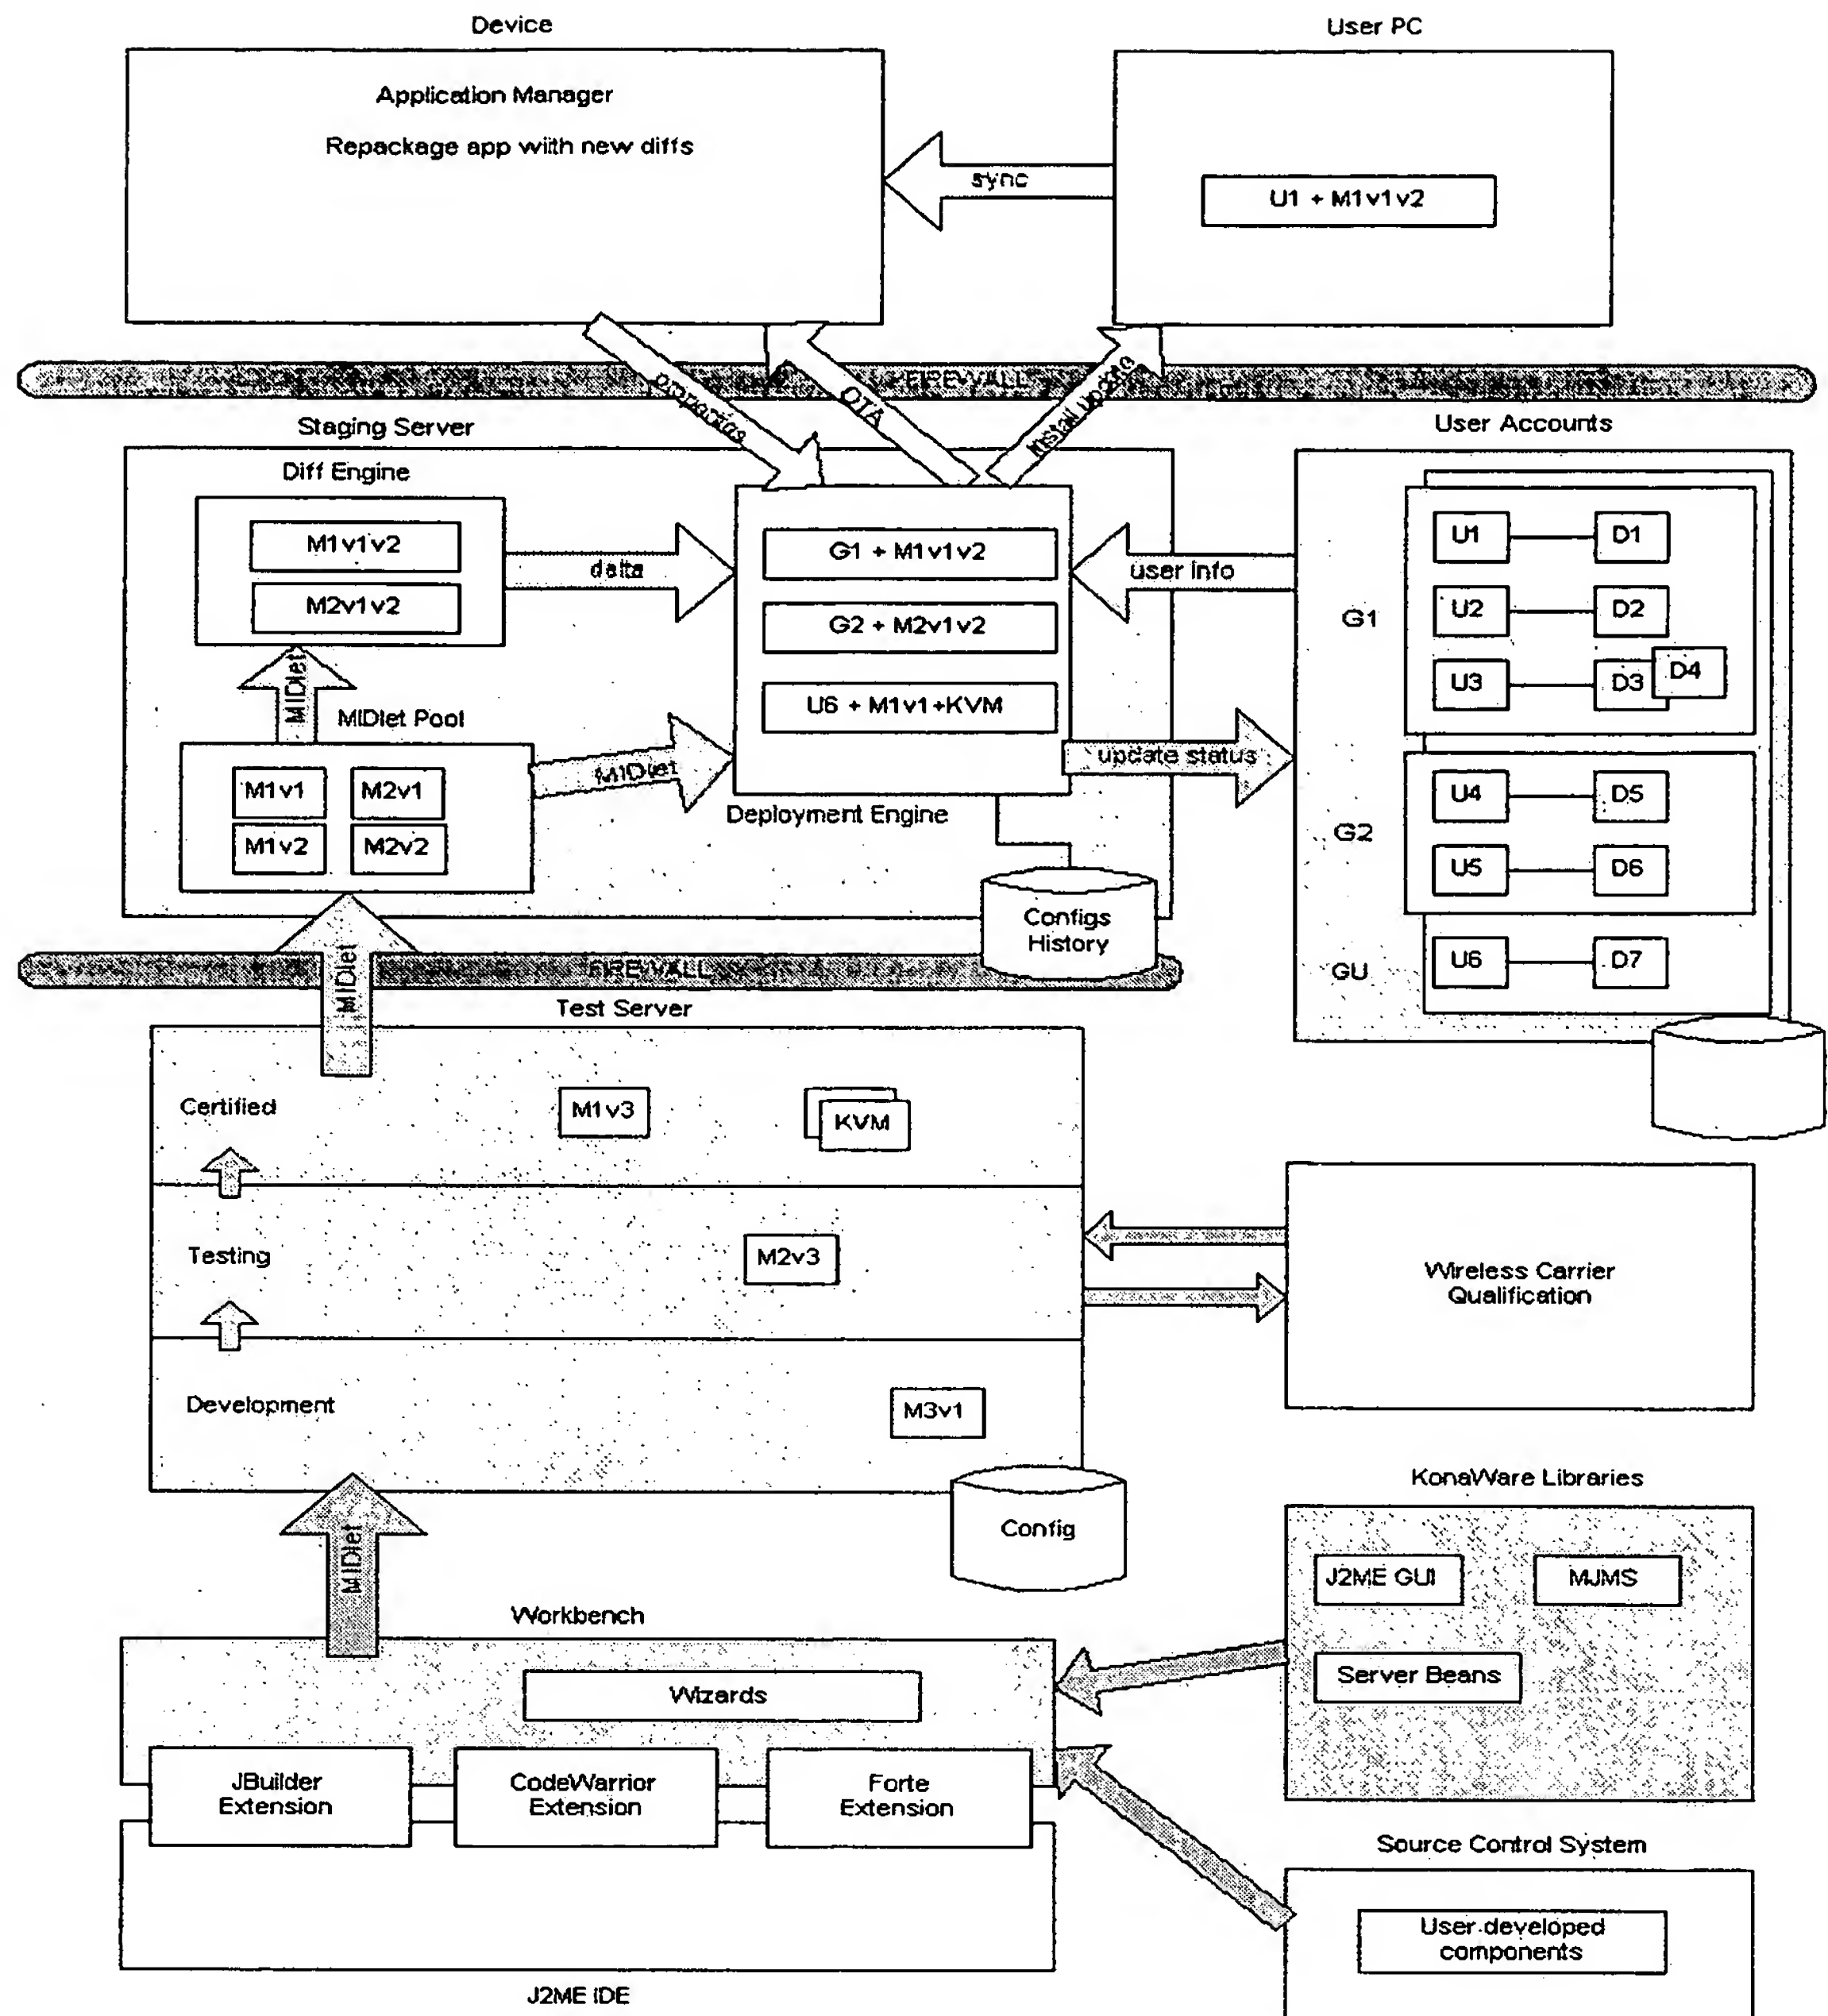 Device
User PC
Application Manager
Repackage app wiith new diffs
sync
U1 + M1v1v2
FIREWALL
properties
OTA
Install Update
Staging Server
User Accounts
Diff Engine
M1v1v2
M2v1v2
delta
G1 + M1v1v2
G2 + M2v1v2
U6 + M1v1+KVM
user info
G1
U1
D1
U2
D2
U3
D3
D4
MIDlet
MIDlet Pool
MIDlet
update status
M1v1
M2v1
M1v2
M2v2
Deployment Engine
G2
U4
D5
U5
D6
Configs
History
GU
U6
D7
MIDlet
FIREWALL
Test Server
Certified
M1v3
KVM
Testing
M2v3
Wireless Carrier
Qualification
Development
M3v1
KonaWare Libraries
Config
MIDlet
J2ME GUI
MJMS
Server Beans
Workbench
Wizards
JBuilder
Extension
CodeWarrior
Extension
Forte
Extension
Source Control System
User developed
components
J2ME IDE